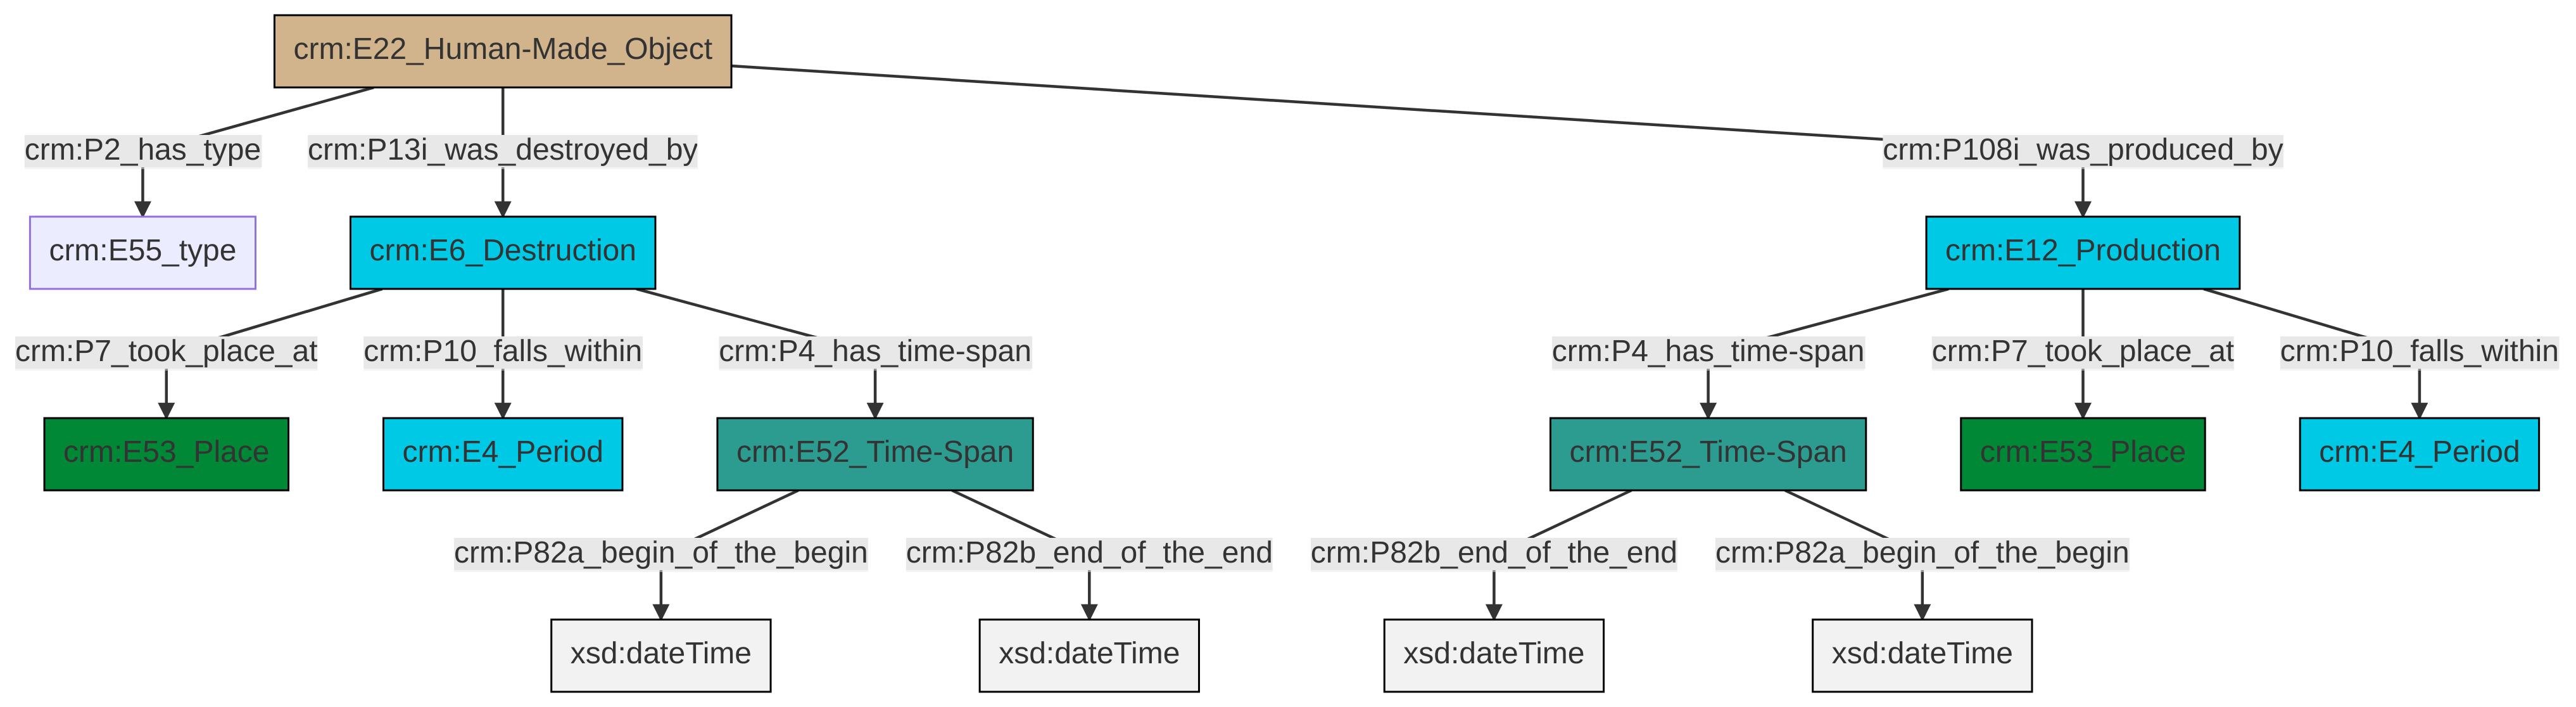 crm:E22_Human-Made_Object
crm:P2_has_type
crm:P13i_was_destroyed_by
crm:P108i_was_produced_by
crm:E55_type
crm:E6_Destruction
crm:E12_Production
crm:P7_took_place_at
crm:P10_falls_within
crm:P4_has_time-span
crm:P4_has_time-span
crm:P7_took_place_at
crm:P10_falls_within
crm:E53_Place
crm:E4_Period
crm:E52_Time-Span
crm:E52_Time-Span
crm:E53_Place
crm:E4_Period
crm:P82a_begin_of_the_begin
crm:P82b_end_of_the_end
crm:P82b_end_of_the_end
crm:P82a_begin_of_the_begin
xsd:dateTime
xsd:dateTime
xsd:dateTime
xsd:dateTime